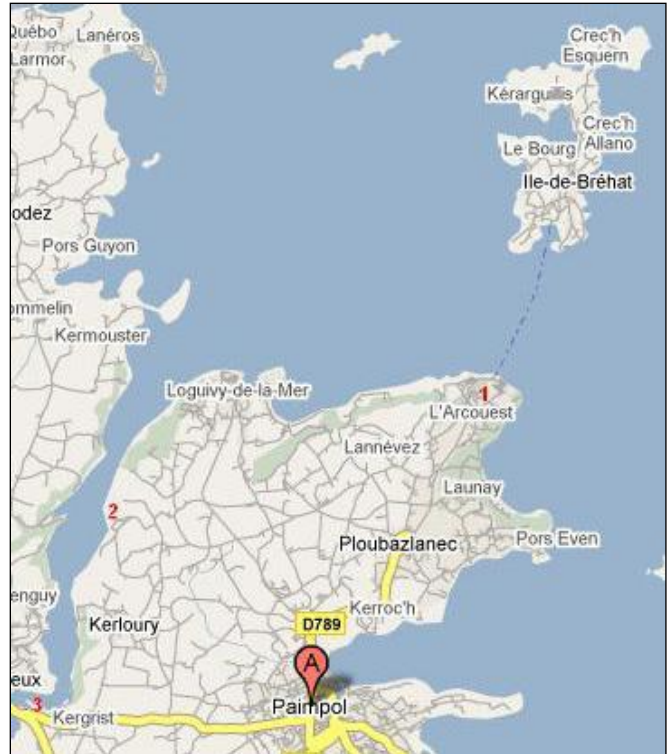 Québo
Lanéros
Larmor
Crec'h
Esquern
Kérarguillis
Crec'h
Allano
Le Bourg
Ile-de-Bréhat
odez
Pors Guyon
ommelin
Kermouster
Loguivy-de-la-Mer
1
L'Arcouest
Lannévez
Launay
2
Ploubazlanec
Pors Even
enguy
Kerroc'h
Kerloury
D789
A
eux
3
Kergrist
Paimpol